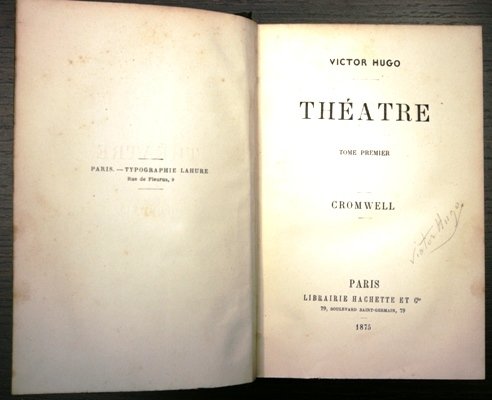 PARIS. — TYPOGRAPHIE LAHURE
Rue de Fleurus, 9
VICTOR HUGO
THÉATRE
TOME PREMIER
CROMWELL
Victor Hugo
PARIS
LIBRAIRIE HACHETTE ET Cie
79, BOULEVARD SAINT-GERMAIN, 79
1875